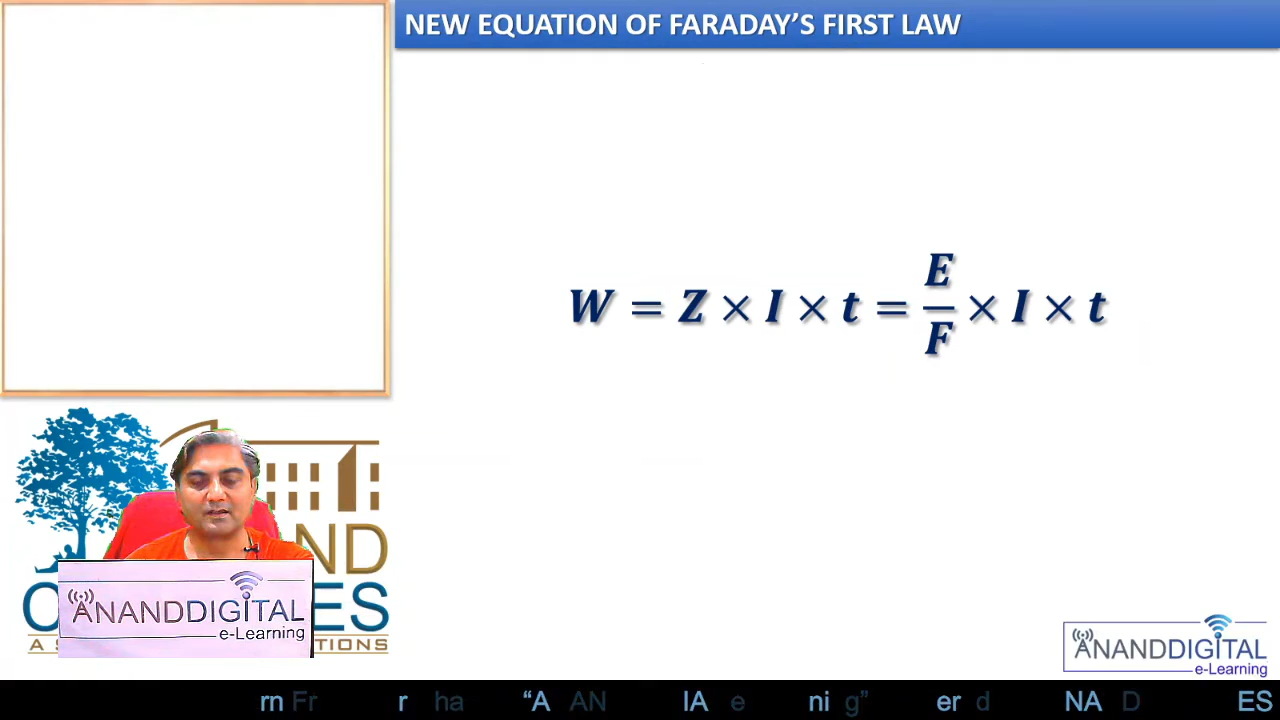 NEW EQUATION OF FARADAY'S FIRST LAW
W = Z × I × t = E/F × I × t
ANANDDIGITAL
e-Learning
ANANDDIGITAL
e-Learning